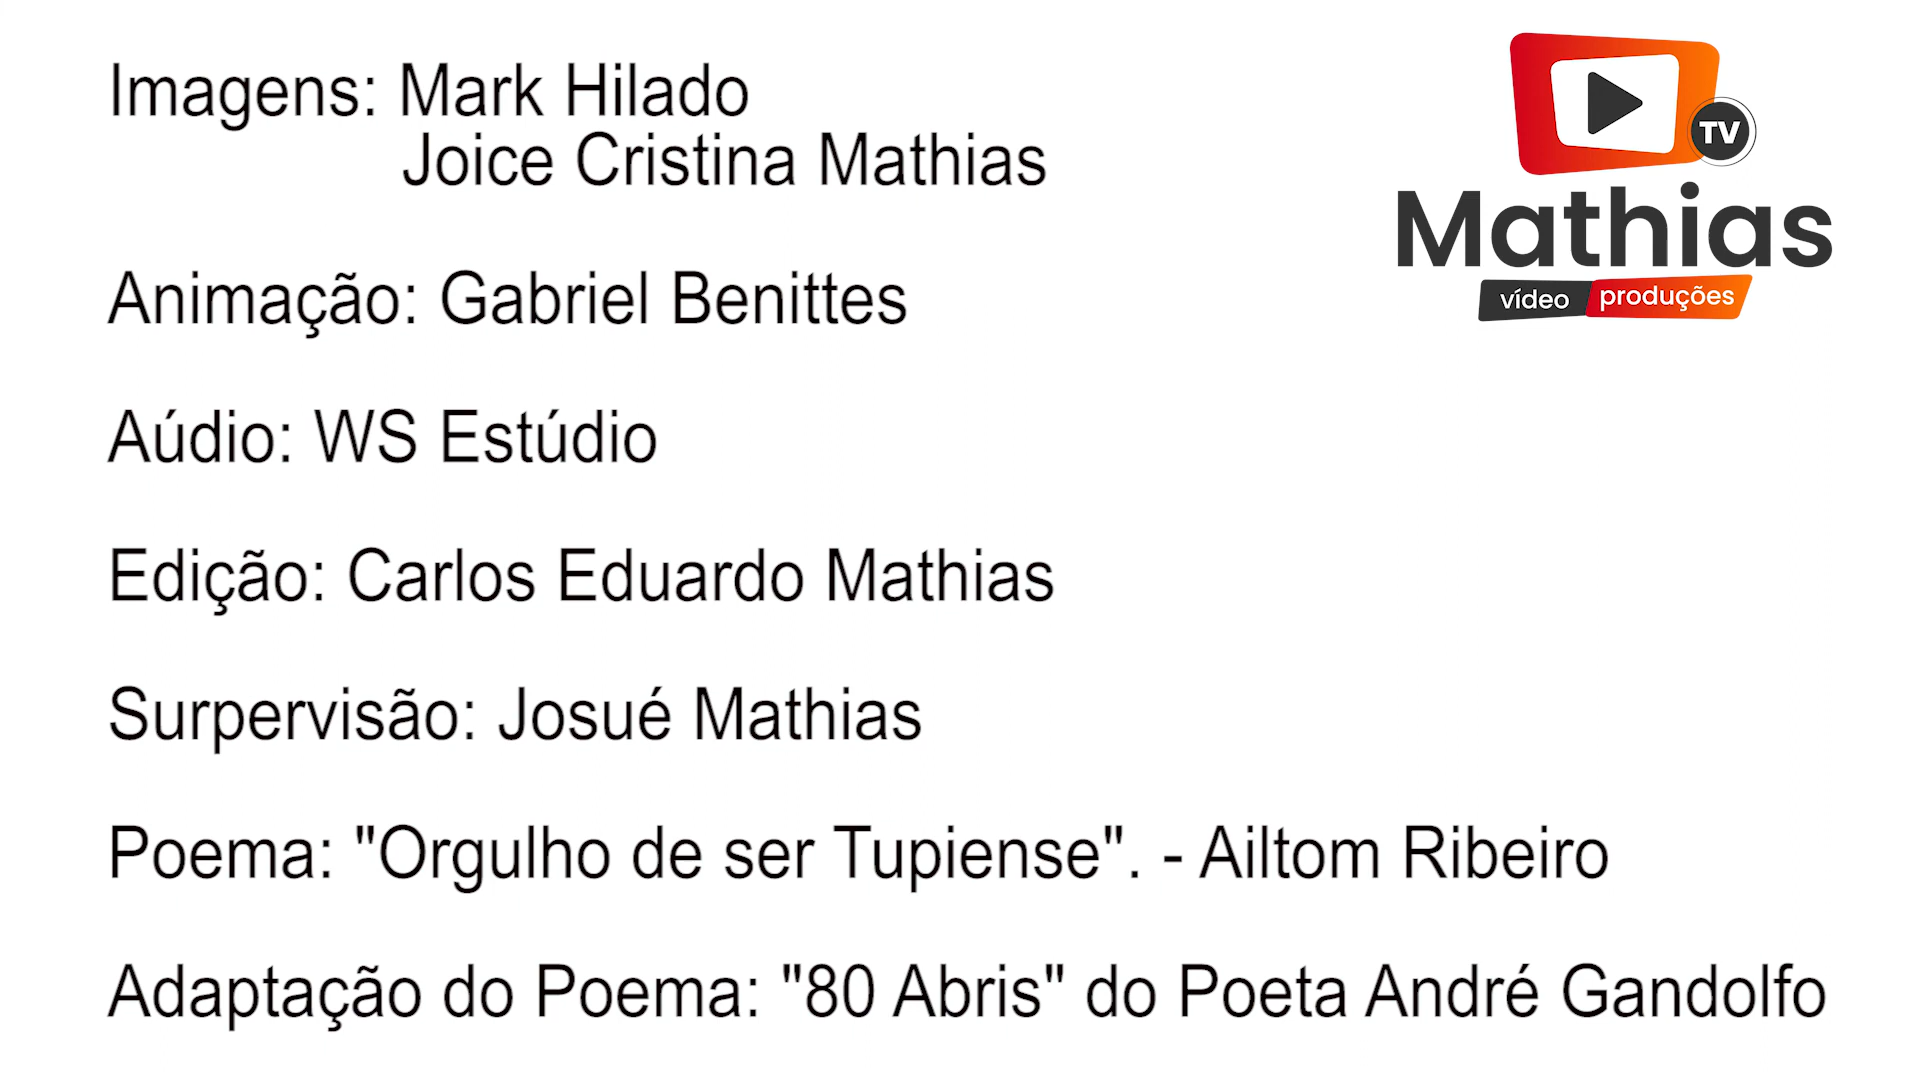 Imagens: Mark Hilado
Joice Cristina Mathias
TV
Mathias
vídeo produções
Animação: Gabriel Benittes
Aúdio: WS Estúdio
Edição: Carlos Eduardo Mathias
Surpervisão: Josué Mathias
Poema: "Orgulho de ser Tupiense". - Ailtom Ribeiro
Adaptação do Poema: "80 Abris" do Poeta André Gandolfo